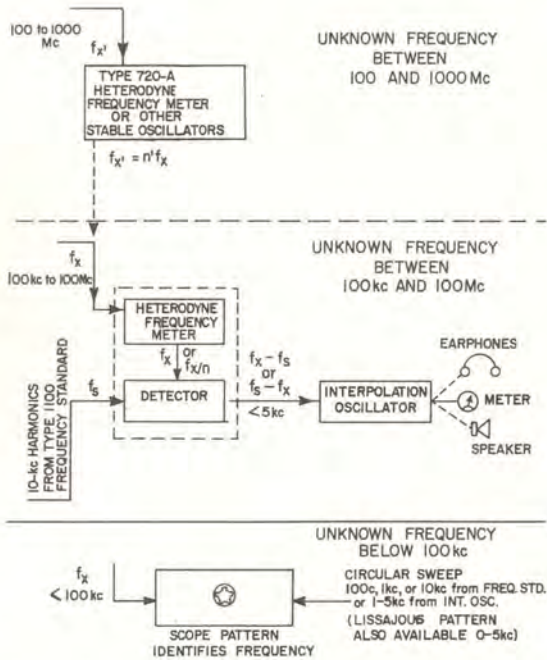 100 to 1000
Mc
fx'
UNKNOWN FREQUENCY
BETWEEN
100 AND 1000 Mc
TYPE 720-A
HETERODYNE
FREQUENCY METER
OR OTHER
STABLE OSCILLATORS
fx' = n'fx
fx
100kc to 100Mc
UNKNOWN FREQUENCY
BETWEEN
100kc AND 100Mc
HETERODYNE
FREQUENCY
METER
fx or
fx/n
DETECTOR
10-kc HARMONICS
FROM TYPE 1100
FREQUENCY STANDARD
fs
fx - fs
or
fs - fx
<5kc
INTERPOLATION
OSCILLATOR
EARPHONES
METER
SPEAKER
UNKNOWN FREQUENCY
BELOW 100kc
fx
<100kc
SCOPE PATTERN
IDENTIFIES FREQUENCY
CIRCULAR SWEEP
100c, 1kc, or 10kc from FREQ. STD.
or 1-5kc from INT. OSC.
(LISSAJOUS PATTERN
ALSO AVAILABLE 0-5kc)